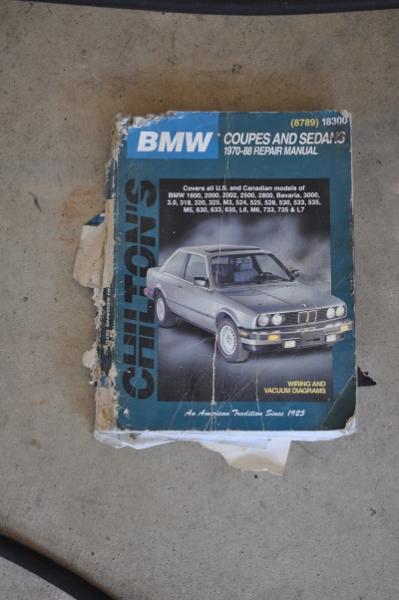 (8789) 18300
BMW
COUPES AND SEDANS
1970-88 REPAIR MANUAL
Covers all U.S. and Canadian models of
BMW 1600, 2000, 2002, 2500, 2800, Bavaria, 3000,
3.0, 318, 320, 325, M3, 524, 525, 528, 530, 533, 535,
M5, 630, 633, 635, L6, M6, 733, 735 & L7
CHILTON'S
WIRING AND
VACUUM DIAGRAMS
An American Tradition Since 1925